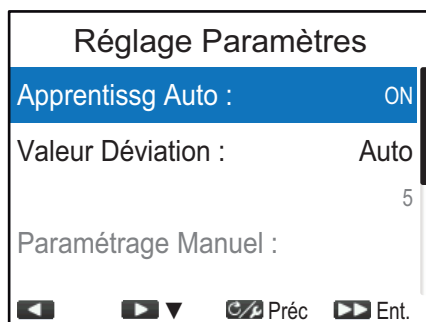 Réglage Paramètres
Apprentissg Auto : ON
Valeur Déviation : Auto
5
Paramétrage Manuel :
◀ ▶ ▼ Préc ▶▶ Ent.